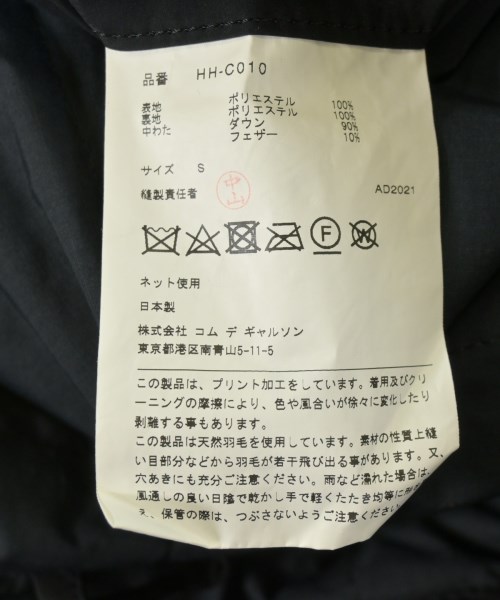 品番 HH-C010
表地 ポリエステル 100%
裏地 ポリエステル 100%
中わた ダウン 90%
フェザー 10%
サイズ S
縫製責任者 中山 AD2021
F W
ネット使用
日本製
株式会社 コム デ ギャルソン
東京都港区南青山5-11-5
この製品は、プリント加工をしています。着用及びクリ
ーニングの摩擦により、色や風合いが徐々に変化したり
剥離する事もあります。
この製品は天然羽毛を使用しています。素材の性質上縫
い目部分などから羽毛が若干飛び出る事があります。又、
穴あきにも充分ご注意ください。雨など濡れた場合は、
風通しの良い日陰で乾かし手で軽くたたき均等に
え、保管の際は、つぶさないようご注意ください